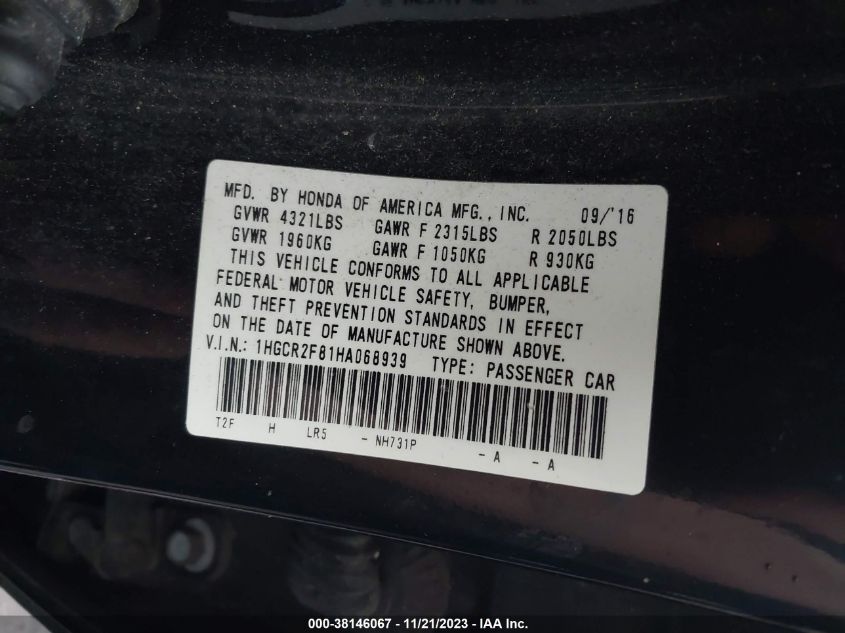 MFD. BY HONDA OF AMERICA MFG., INC. 09/'16
GVWR 4321LBS GAWR F 2315LBS R 2050LBS
GVWR 1960KG GAWR F 1050KG R 930KG
THIS VEHICLE CONFORMS TO ALL APPLICABLE
FEDERAL MOTOR VEHICLE SAFETY, BUMPER,
AND THEFT PREVENTION STANDARDS IN EFFECT
ON THE DATE OF MANUFACTURE SHOWN ABOVE.
V.I.N.: 1HGCR2F81HA068939 TYPE: PASSENGER CAR
T2F H LR5 - NH731P - A - A
000-38146067 - 11/21/2023 - IAA Inc.